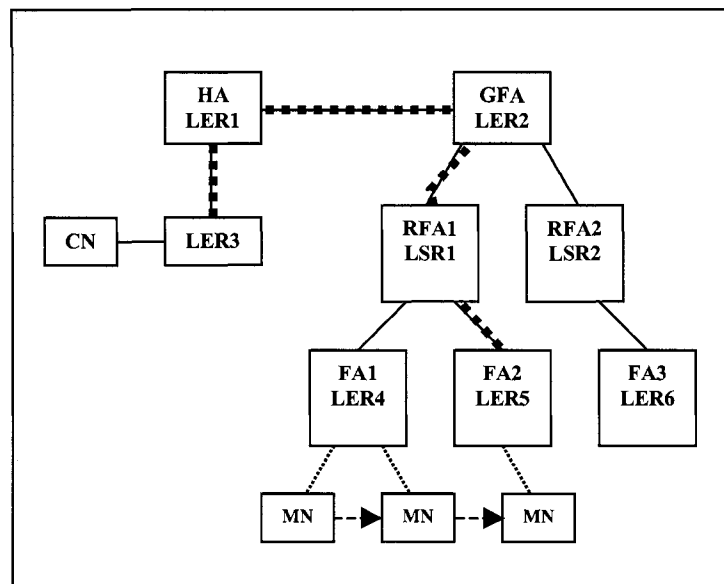 HA
LER1
GFA
LER2
CN
LER3
RFA1
LSR1
RFA2
LSR2
FA1
LER4
FA2
LER5
FA3
LER6
MN
MN
MN